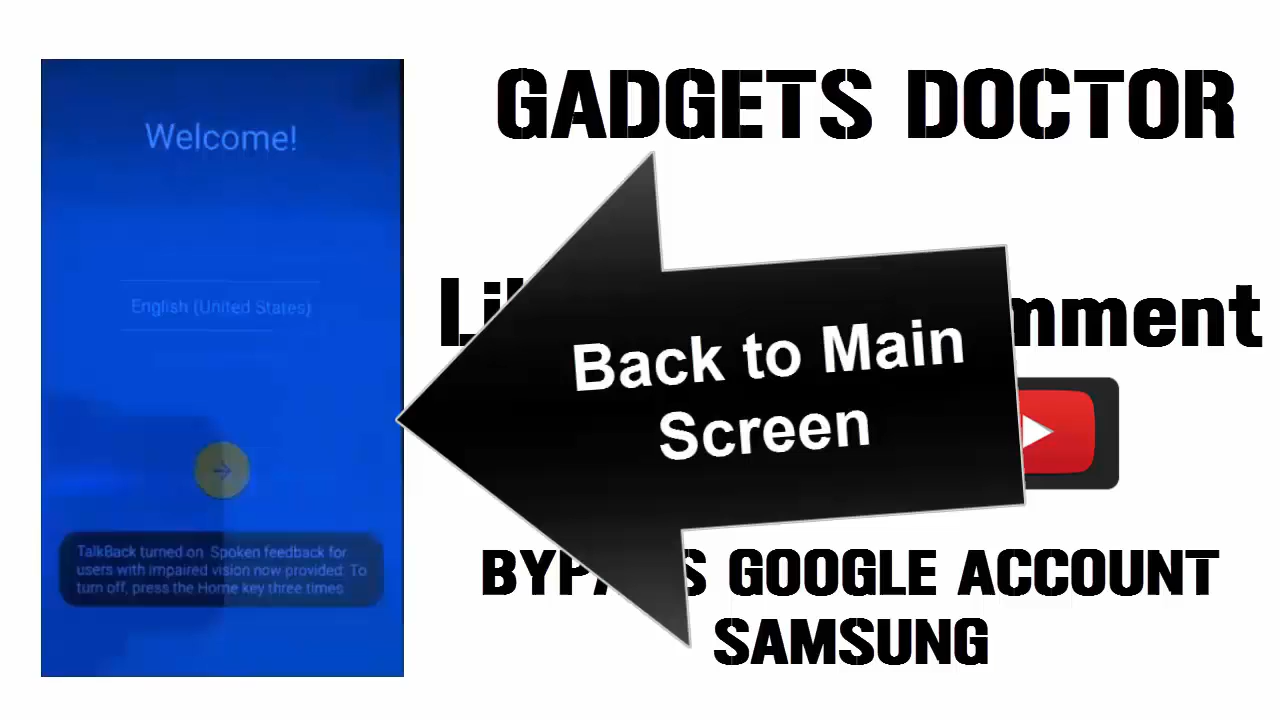 GADGETS DOCTOR
Welcome!
English (United States)
Back to Main
Screen
TalkBack turned on Spoken feedback for
users with impaired vision now provided. To
turn off, press the Home key three times
GOOGLE ACCOUNT
SAMSUNG